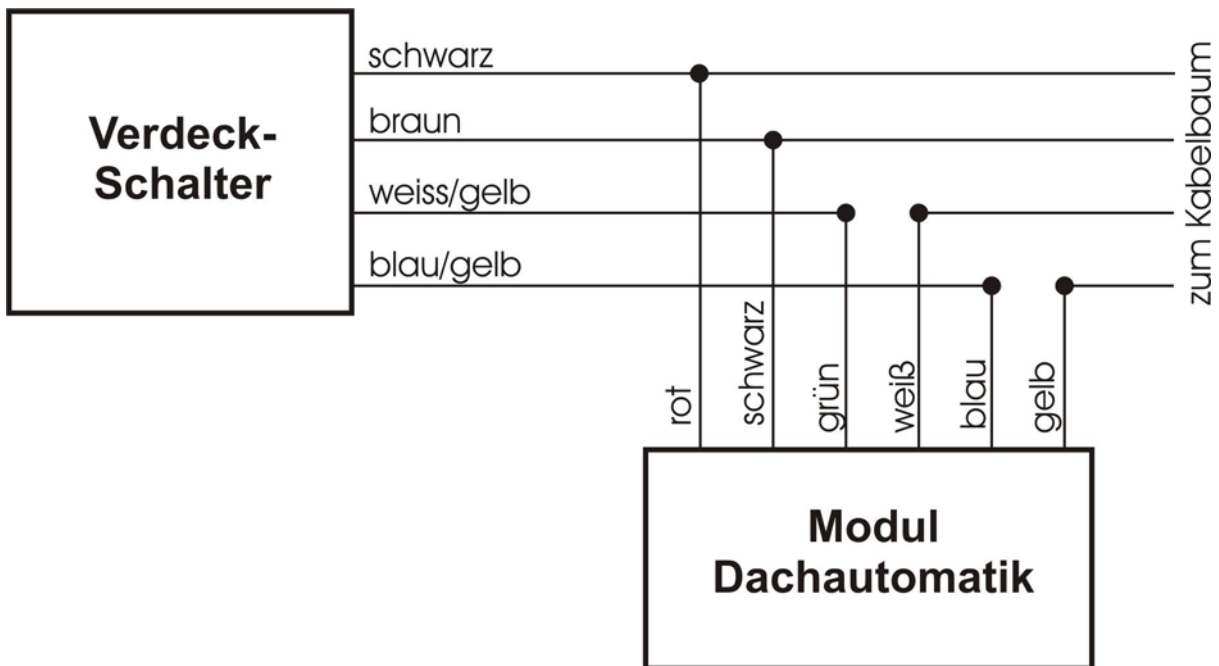 Verdeck-
Schalter
schwarz
braun
weiss/gelb
blau/gelb
zum Kabelbaum
rot
schwarz
grün
weiß
blau
gelb
Modul
Dachautomatik